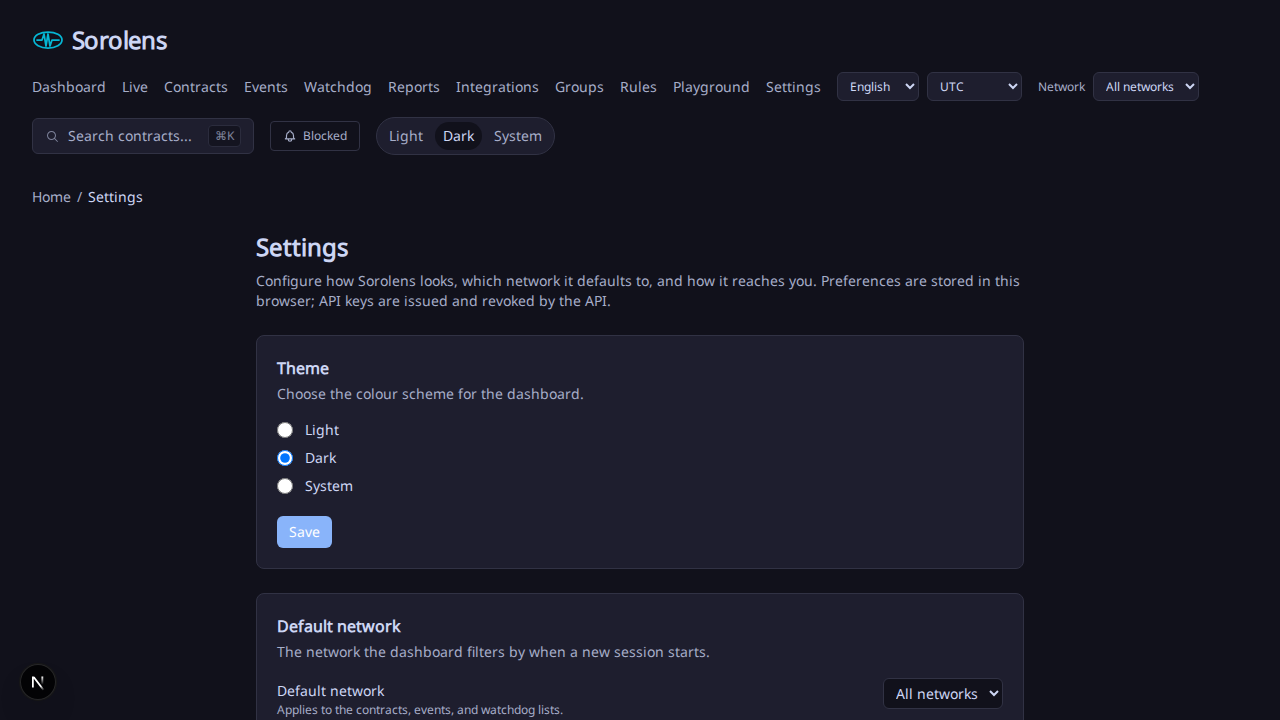 Sorolens
Dashboard Live Contracts Events Watchdog Reports Integrations Groups Rules Playground Settings English UTC Network All networks
Search contracts... ⌘K Blocked Light Dark System
Home / Settings
Settings
Configure how Sorolens looks, which network it defaults to, and how it reaches you. Preferences are stored in this
browser; API keys are issued and revoked by the API.
Theme
Choose the colour scheme for the dashboard.
Light
Dark
System
Save
Default network
The network the dashboard filters by when a new session starts.
Default network All networks
Applies to the contracts, events, and watchdog lists.